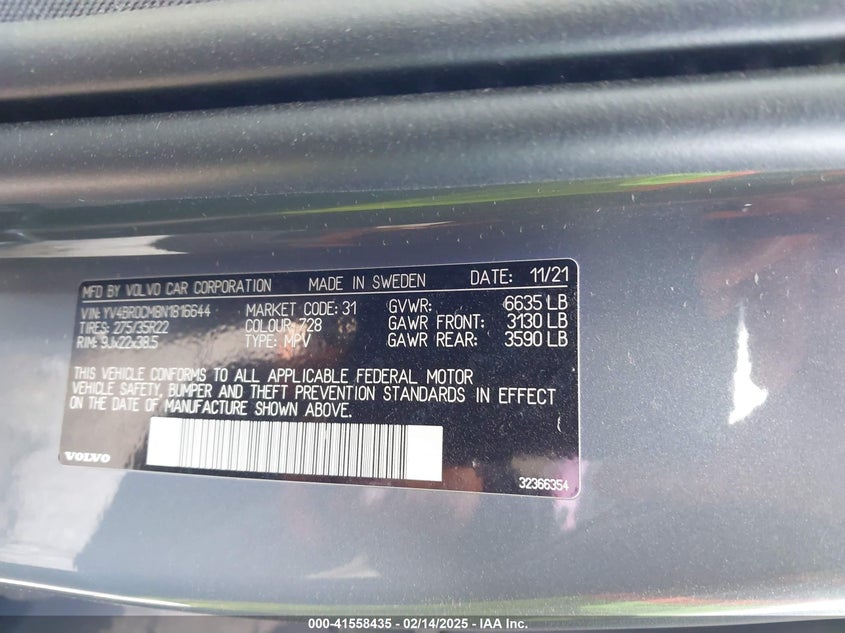 MFD BY VOLVO CAR CORPORATION MADE IN SWEDEN DATE: 11/21
VIN: YV4BR0CM8N1816644 MARKET CODE: 31 GVWR: 6635 LB
TIRES: 275/35R22 COLOUR: 728 GAWR FRONT: 3130 LB
RIM: 9Jx22x38.5 TYPE: MPV GAWR REAR: 3590 LB
THIS VEHICLE CONFORMS TO ALL APPLICABLE FEDERAL MOTOR
VEHICLE SAFETY, BUMPER AND THEFT PREVENTION STANDARDS IN EFFECT
ON THE DATE OF MANUFACTURE SHOWN ABOVE.
VOLVO
32366354
000-41558435 - 02/14/2025 - IAA Inc.